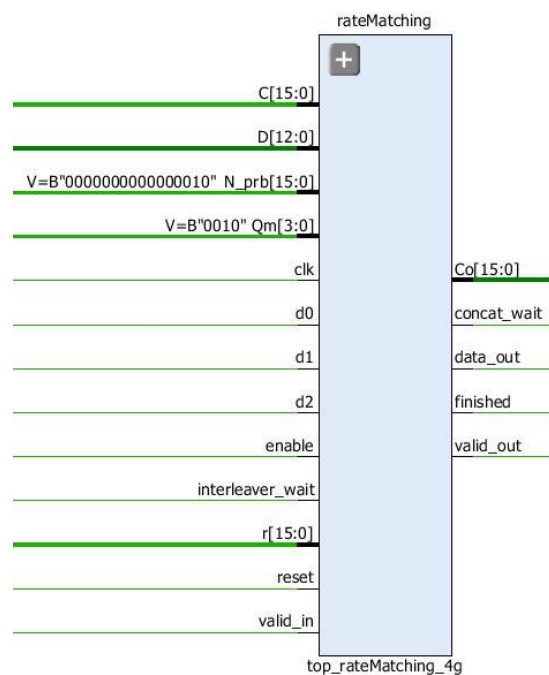 rateMatching
C[15:0]
D[12:0]
V=B"0000000000000010" N_prb[15:0]
V=B"0010" Qm[3:0]
clk
d0
d1
d2
enable
interleaver_wait
r[15:0]
reset
valid_in
Co[15:0]
concat_wait
data_out
finished
valid_out
top_rateMatching_4g